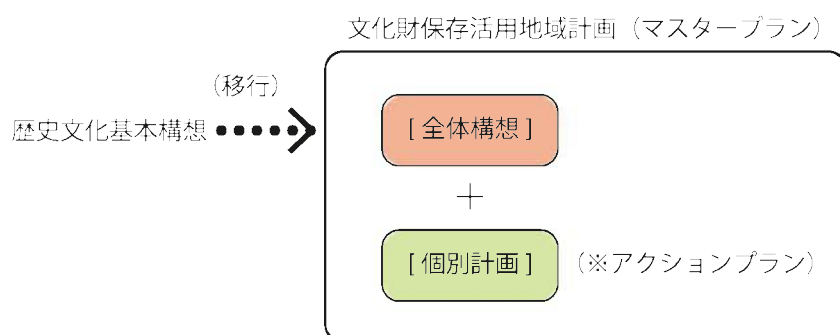 文化財保存活用地域計画（マスタープラン）
（移行）
歴史文化基本構想
[ 全体構想 ]
＋
[ 個別計画 ]（※アクションプラン）